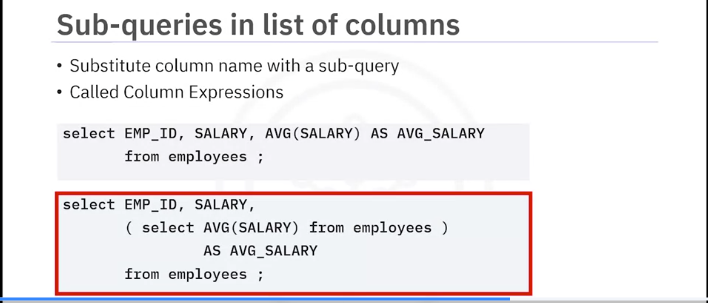 Sub-queries in list of columns
• Substitute column name with a sub-query
• Called Column Expressions
select EMP_ID, SALARY, AVG(SALARY) AS AVG_SALARY
from employees ;
select EMP_ID, SALARY,
( select AVG(SALARY) from employees )
AS AVG_SALARY
from employees ;